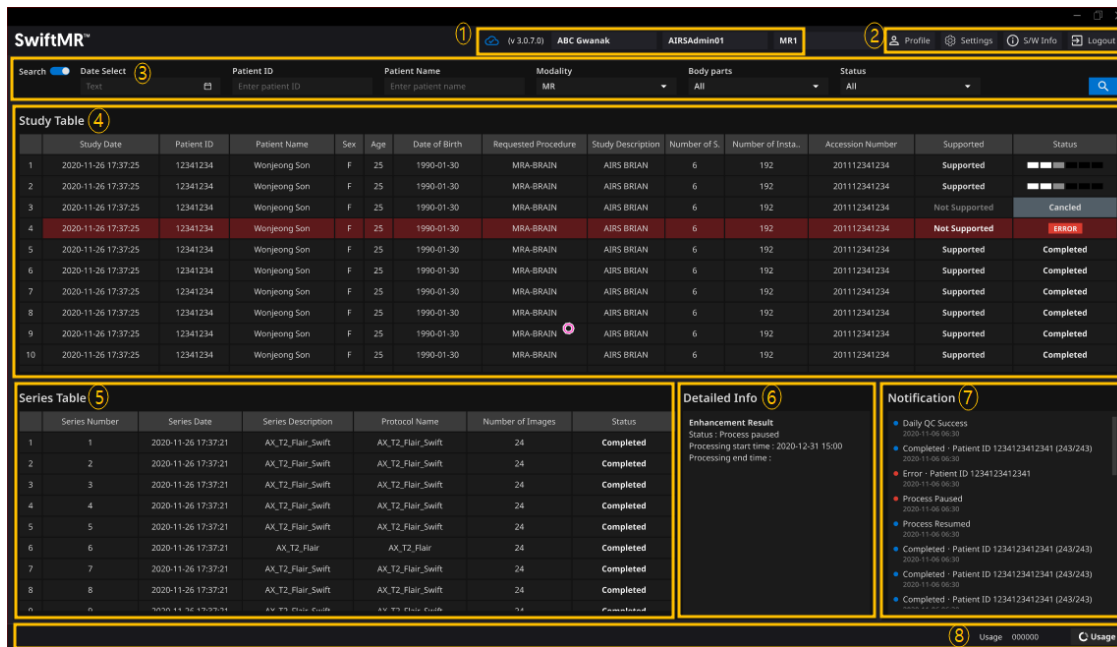 SwiftMR™
① (v 3.0.7.0) ABC Gwanak AIRSAdmin01 MR1 ② Profile Settings S/W Info Logout
Search Date Select ③ Patient ID Patient Name Modality Body parts Status
Text Enter patient ID Enter patient name MR All All
Study Table ④
Study Date Patient ID Patient Name Sex Age Date of Birth Requested Procedure Study Description Number of S. Number of Insta.. Accession Number Supported Status
1 2020-11-26 17:37:25 12341234 Wonjeong Son F 25 1990-01-30 MRA-BRAIN AIRS BRIAN 6 192 201112341234 Supported
2 2020-11-26 17:37:25 12341234 Wonjeong Son F 25 1990-01-30 MRA-BRAIN AIRS BRIAN 6 192 201112341234 Supported
3 2020-11-26 17:37:25 12341234 Wonjeong Son F 25 1990-01-30 MRA-BRAIN AIRS BRIAN 6 192 201112341234 Not Supported Cancled
4 2020-11-26 17:37:25 12341234 Wonjeong Son F 25 1990-01-30 MRA-BRAIN AIRS BRIAN 6 192 201112341234 Not Supported ERROR
5 2020-11-26 17:37:25 12341234 Wonjeong Son F 25 1990-01-30 MRA-BRAIN AIRS BRIAN 6 192 201112341234 Supported Completed
6 2020-11-26 17:37:25 12341234 Wonjeong Son F 25 1990-01-30 MRA-BRAIN AIRS BRIAN 6 192 201112341234 Supported Completed
7 2020-11-26 17:37:25 12341234 Wonjeong Son F 25 1990-01-30 MRA-BRAIN AIRS BRIAN 6 192 201112341234 Supported Completed
8 2020-11-26 17:37:25 12341234 Wonjeong Son F 25 1990-01-30 MRA-BRAIN AIRS BRIAN 6 192 201112341234 Supported Completed
9 2020-11-26 17:37:25 12341234 Wonjeong Son F 25 1990-01-30 MRA-BRAIN AIRS BRIAN 6 192 201112341234 Supported Completed
10 2020-11-26 17:37:25 12341234 Wonjeong Son F 25 1990-01-30 MRA-BRAIN AIRS BRIAN 6 192 201112341234 Supported Completed
Series Table ⑤
Series Number Series Date Series Description Protocol Name Number of Images Status
1 1 2020-11-26 17:37:21 AX_T2_Flair_Swift AX_T2_Flair_Swift 24 Completed
2 2 2020-11-26 17:37:21 AX_T2_Flair_Swift AX_T2_Flair_Swift 24 Completed
3 3 2020-11-26 17:37:21 AX_T2_Flair_Swift AX_T2_Flair_Swift 24 Completed
4 4 2020-11-26 17:37:21 AX_T2_Flair_Swift AX_T2_Flair_Swift 24 Completed
5 5 2020-11-26 17:37:21 AX_T2_Flair_Swift AX_T2_Flair_Swift 24 Completed
6 6 2020-11-26 17:37:21 AX_T2_Flair AX_T2_Flair 24 Completed
7 7 2020-11-26 17:37:21 AX_T2_Flair_Swift AX_T2_Flair_Swift 24 Completed
8 8 2020-11-26 17:37:21 AX_T2_Flair_Swift AX_T2_Flair_Swift 24 Completed
Detailed Info ⑥
Enhancement Result
Status : Process paused
Processing start time : 2020-12-31 15:00
Processing end time :
Notification ⑦
Daily QC Success
2020-11-06 06:30
Completed · Patient ID 1234123412341 (243/243)
2020-11-06 06:30
Error · Patient ID 1234123412341
2020-11-06 06:30
Process Paused
2020-11-06 06:30
Process Resumed
2020-11-06 06:30
Completed · Patient ID 1234123412341 (243/243)
2020-11-06 06:30
Completed · Patient ID 1234123412341 (243/243)
2020-11-06 06:30
Completed · Patient ID 1234123412341 (243/243)
⑧ Usage 000000 Usage